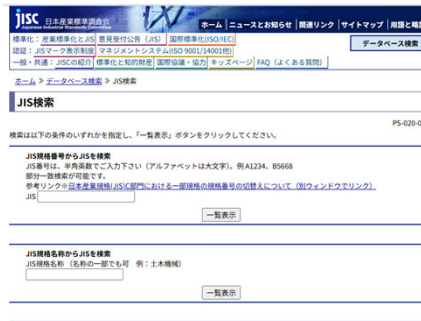 JISC 日本産業標準調査会
Japanese Industrial Standards Committee
ホーム | ニュースとお知らせ | 関連リンク | サイトマップ | 用語と略
標準化： 産業標準化とJIS 意見受付公告（JIS） 国際標準化(ISO/IEC)
認証： JISマーク表示制度 マネジメントシステム(ISO 9001/14001他)
データベース検索
一般・共通： JISCの紹介 標準化と知的財産 国際協議・協力 キッズページ FAQ（よくある質問）
ホーム ≫ データベース検索 ≫ JIS検索
JIS検索
PS-020-0
検索は以下の条件のいずれかを指定し、「一覧表示」ボタンをクリックしてください。
JIS規格番号からJISを検索
JIS番号は、半角英数でご入力下さい（アルファベットは大文字）。例 A1234、B5668
部分一致検索が可能です。
参考リンク※日本産業規格(JIS)C部門における一部規格の規格番号の切替えについて（別ウィンドウでリンク）
JIS
一覧表示
JIS規格名称からJISを検索
JIS規格名称 （名称の一部でも可 例：土木機械）
一覧表示